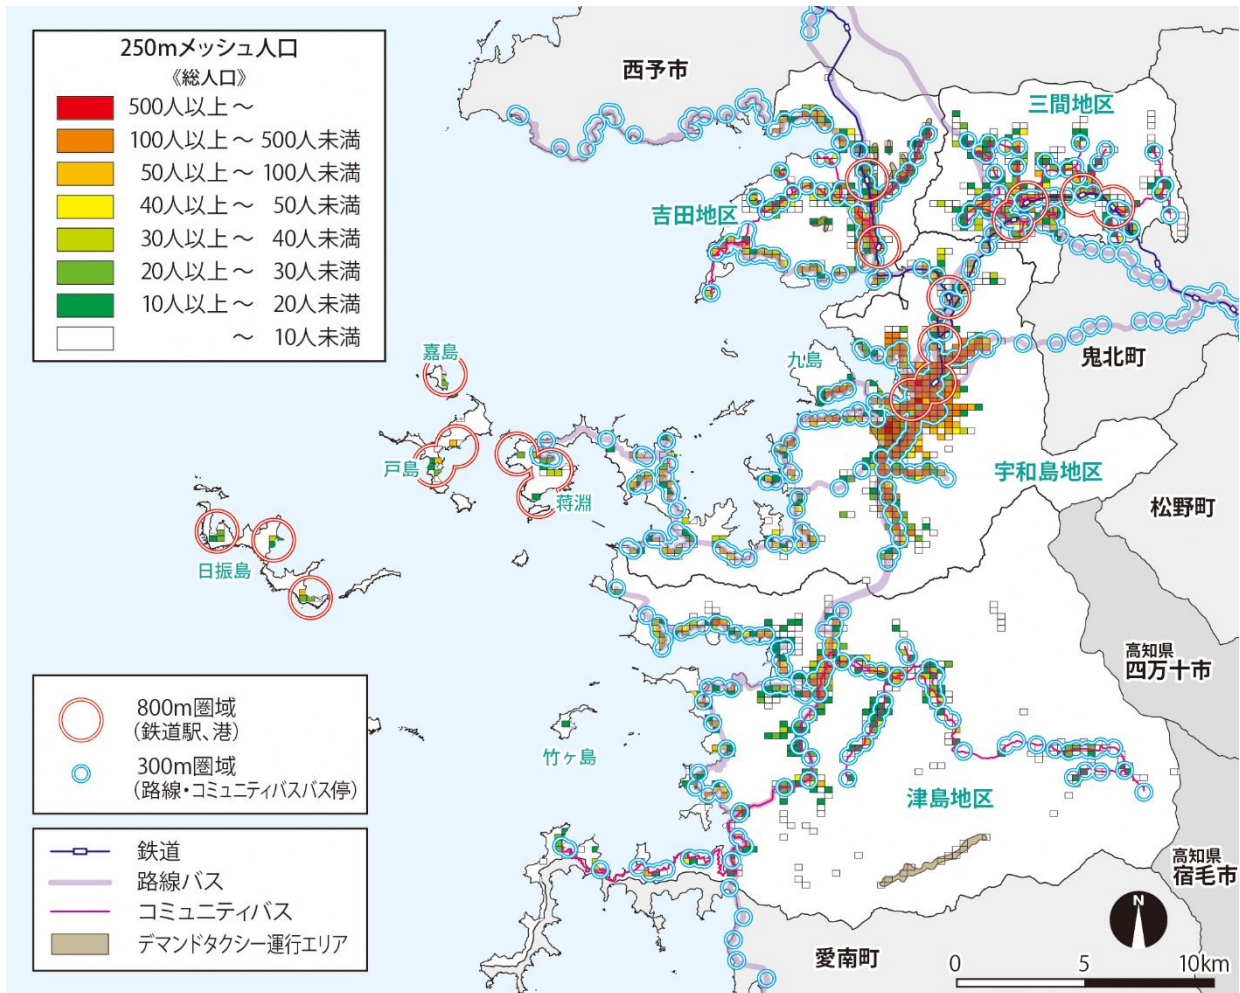 250mメッシュ人口
《総人口》
500人以上～
100人以上～500人未満
50人以上～100人未満
40人以上～ 50人未満
30人以上～ 40人未満
20人以上～ 30人未満
10人以上～ 20人未満
～ 10人未満
西予市
三間地区
吉田地区
嘉島
九島
鬼北町
戸島
蒋淵
宇和島地区
松野町
日振島
高知県
四万十市
竹ヶ島
津島地区
高知県
宿毛市
愛南町
800m圏域
（鉄道駅、港）
300m圏域
（路線・コミュニティバスバス停）
鉄道
路線バス
コミュニティバス
デマンドタクシー運行エリア
N
0 5 10km